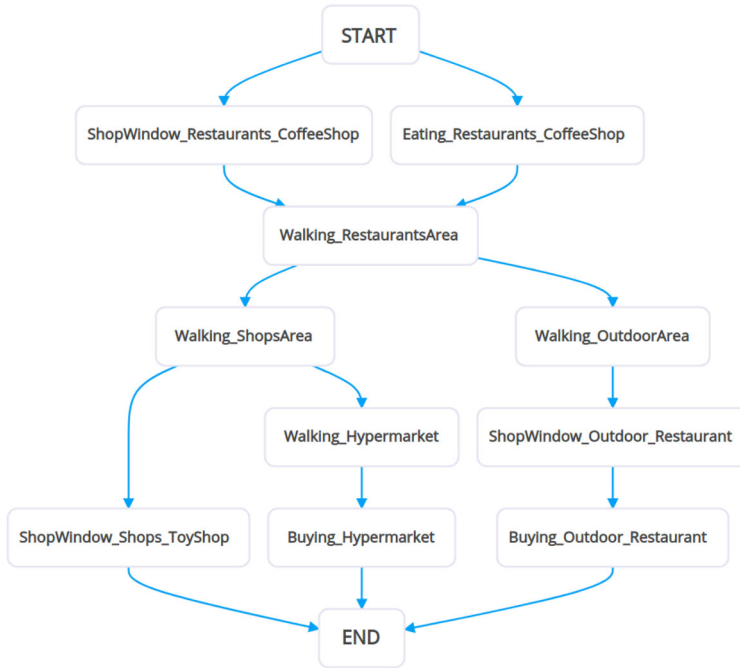 START
ShopWindow_Restaurants_CoffeeShop
Eating_Restaurants_CoffeeShop
Walking_RestaurantsArea
Walking_ShopsArea
Walking_OutdoorArea
Walking_Hypermarket
ShopWindow_Outdoor_Restaurant
ShopWindow_Shops_ToyShop
Buying_Hypermarket
Buying_Outdoor_Restaurant
END